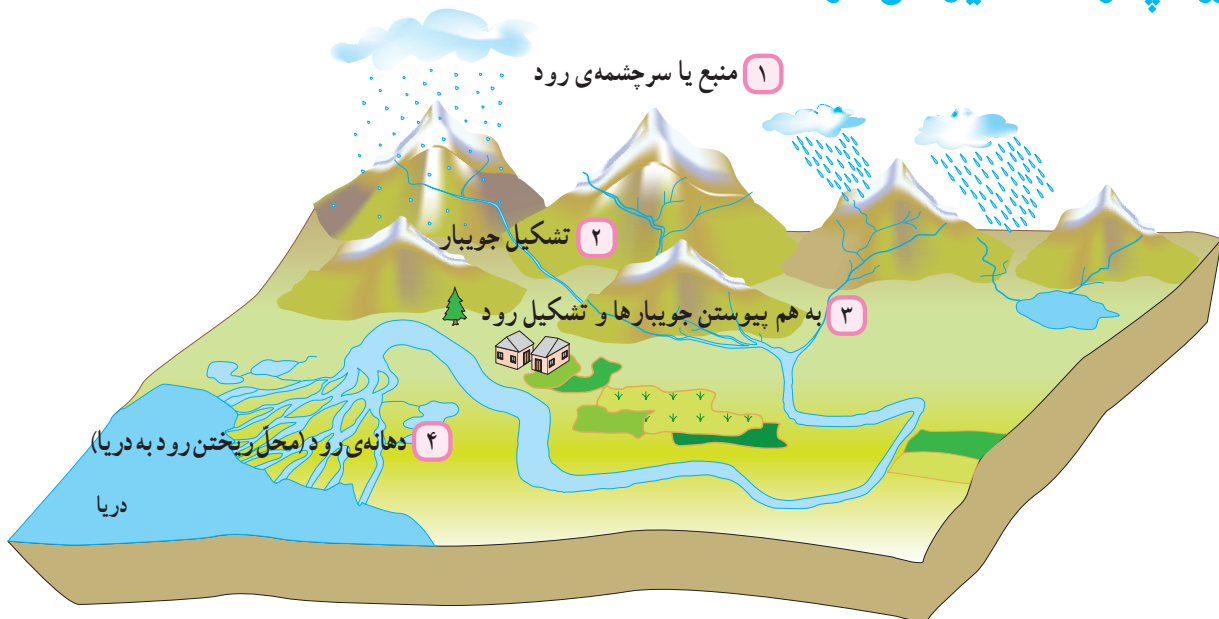 ۱ منبع یا سرچشمه‌ی رود
۲ تشکیل جویبار
۳ به هم پیوستن جویبارها و تشکیل رود
۴ دهانه‌ی رود (محلّ ریختن رود به دریا)
دریا